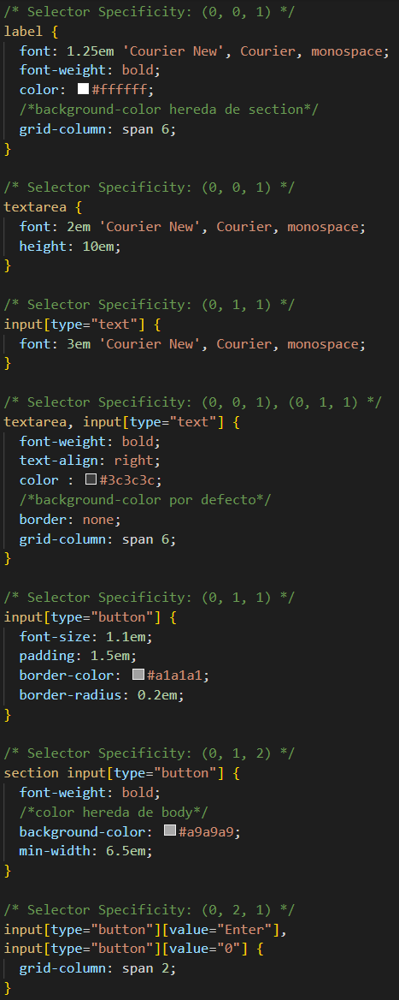 /* Selector Specificity: (0, 0, 1) */
label {
  font: 1.25em 'Courier New', Courier, monospace;
  font-weight: bold;
  color: #ffffff;
  /*background-color hereda de section*/
  grid-column: span 6;
}

/* Selector Specificity: (0, 0, 1) */
textarea {
  font: 2em 'Courier New', Courier, monospace;
  height: 10em;
}

/* Selector Specificity: (0, 1, 1) */
input[type="text"] {
  font: 3em 'Courier New', Courier, monospace;
}

/* Selector Specificity: (0, 0, 1), (0, 1, 1) */
textarea, input[type="text"] {
  font-weight: bold;
  text-align: right;
  color : #3c3c3c;
  /*background-color por defecto*/
  border: none;
  grid-column: span 6;
}

/* Selector Specificity: (0, 1, 1) */
input[type="button"] {
  font-size: 1.1em;
  padding: 1.5em;
  border-color: #a1a1a1;
  border-radius: 0.2em;
}

/* Selector Specificity: (0, 1, 2) */
section input[type="button"] {
  font-weight: bold;
  /*color hereda de body*/
  background-color: #a9a9a9;
  min-width: 6.5em;
}

/* Selector Specificity: (0, 2, 1) */
input[type="button"][value="Enter"],
input[type="button"][value="0"] {
  grid-column: span 2;
}